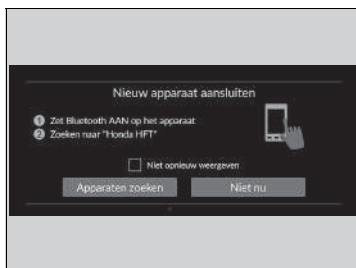 Nieuw apparaat aansluiten
1 Zet Bluetooth AAN op het apparaat
2 Zoeken naar "Honda HFT"
Niet opnieuw weergeven
Apparaten zoeken
Niet nu